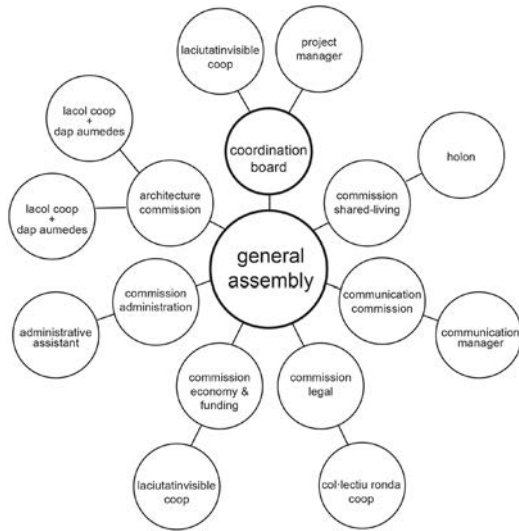 laciutatinvisible
coop
project
manager
lacol coop
+
dap aumedes
coordination
board
holon
architecture
commission
commission
shared-living
lacol coop
+
dap aumedes
general
assembly
commission
administration
communication
commission
administrative
assistant
communication
manager
commission
economy &
funding
commission
legal
laciutatinvisible
coop
col·lectiu ronda
coop